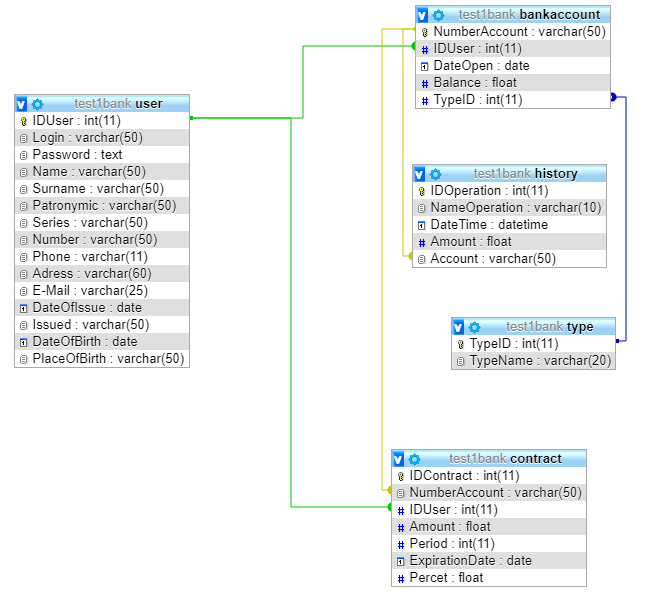 test1bank user
IDUser : int(11)
Login : varchar(50)
Password : text
Name : varchar(50)
Surname : varchar(50)
Patronymic : varchar(50)
Series : varchar(50)
Number : varchar(50)
Phone : varchar(11)
Adress : varchar(60)
E-Mail : varchar(25)
DateOfIssue : date
Issued : varchar(50)
DateOfBirth : date
PlaceOfBirth : varchar(50)
test1bank bankaccount
NumberAccount : varchar(50)
IDUser : int(11)
DateOpen : date
Balance : float
TypeID : int(11)
test1bank history
IDOperation : int(11)
NameOperation : varchar(10)
DateTime : datetime
Amount : float
Account : varchar(50)
test1bank type
TypeID : int(11)
TypeName : varchar(20)
test1bank contract
IDContract : int(11)
NumberAccount : varchar(50)
IDUser : int(11)
Amount : float
Period : int(11)
ExpirationDate : date
Percet : float